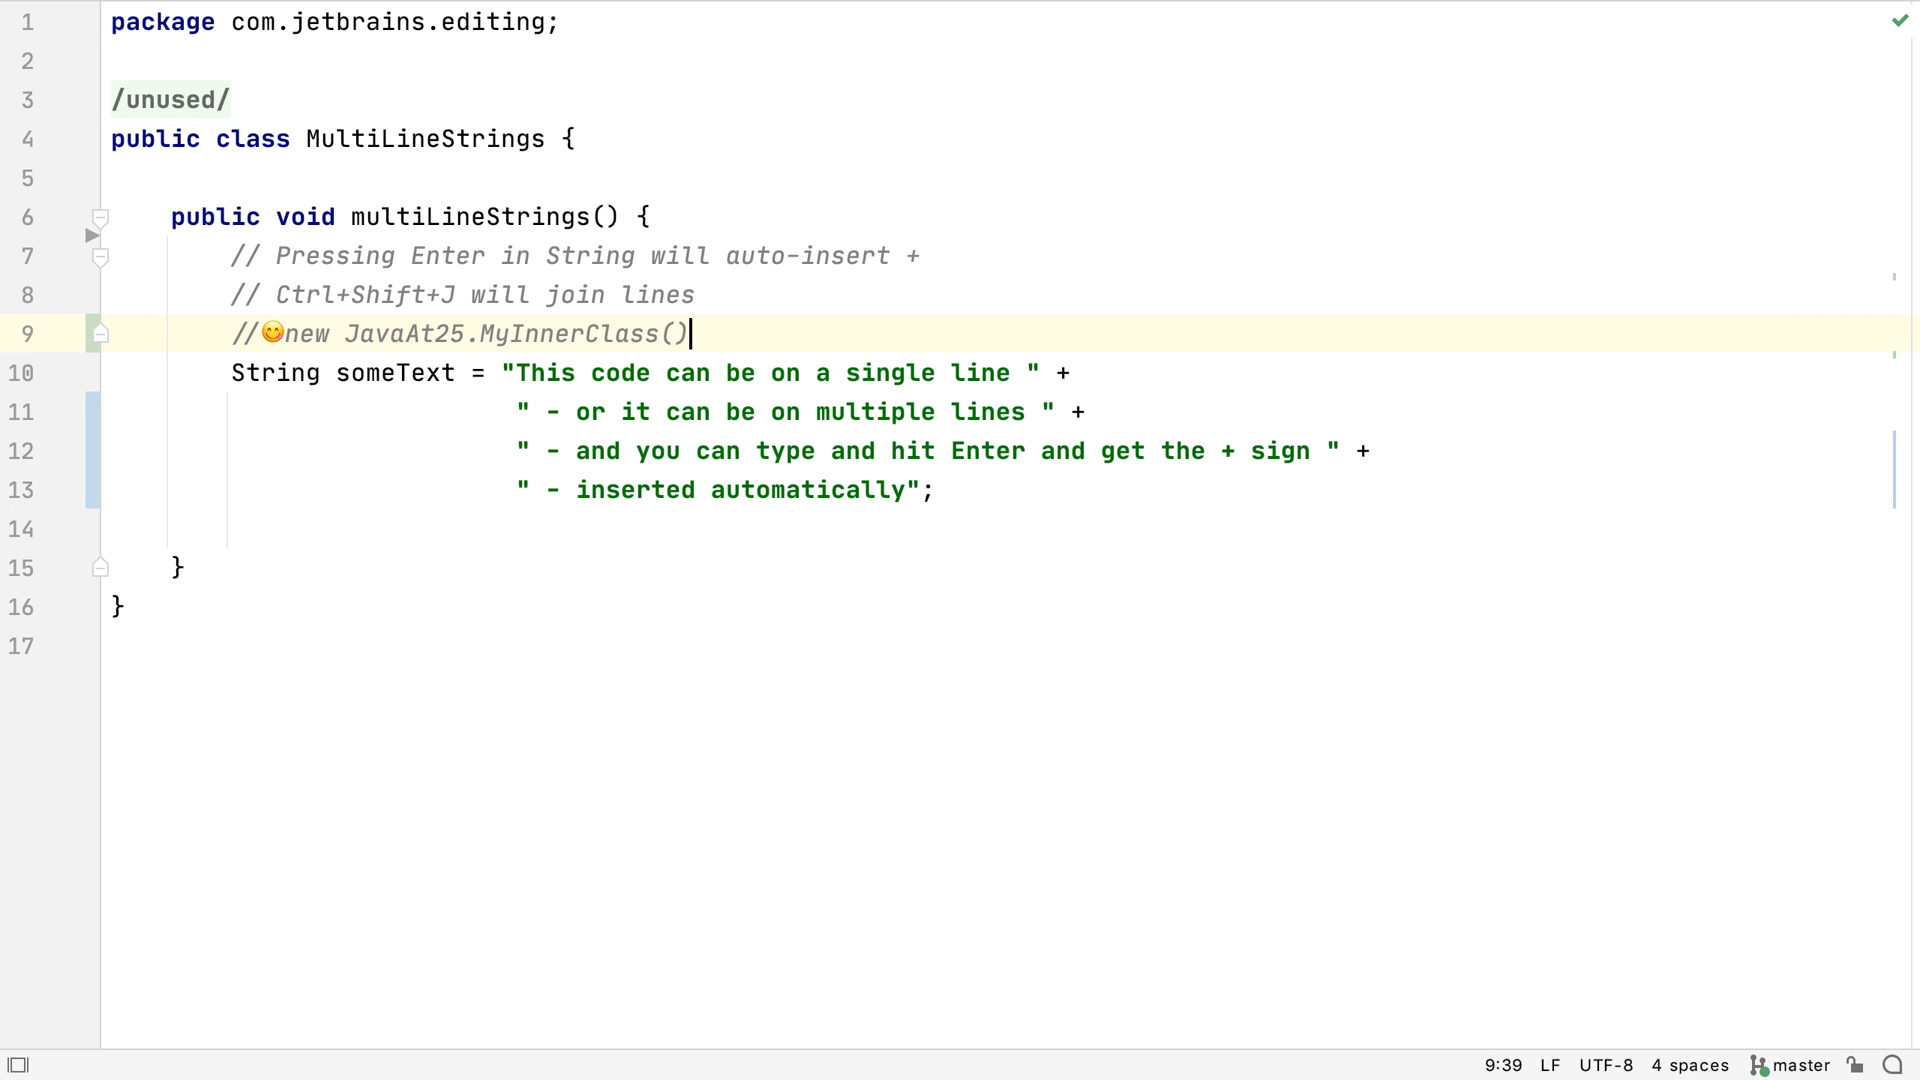 1 package com.jetbrains.editing;
2
3 /unused/
4 public class MultiLineStrings {
5
6 public void multiLineStrings() {
7 // Pressing Enter in String will auto-insert +
8 // Ctrl+Shift+J will join lines
9 //😋new JavaAt25.MyInnerClass()
10 String someText = "This code can be on a single line " +
11 " - or it can be on multiple lines " +
12 " - and you can type and hit Enter and get the + sign " +
13 " - inserted automatically";
14
15 }
16 }
17
9:39 LF UTF-8 4 spaces master